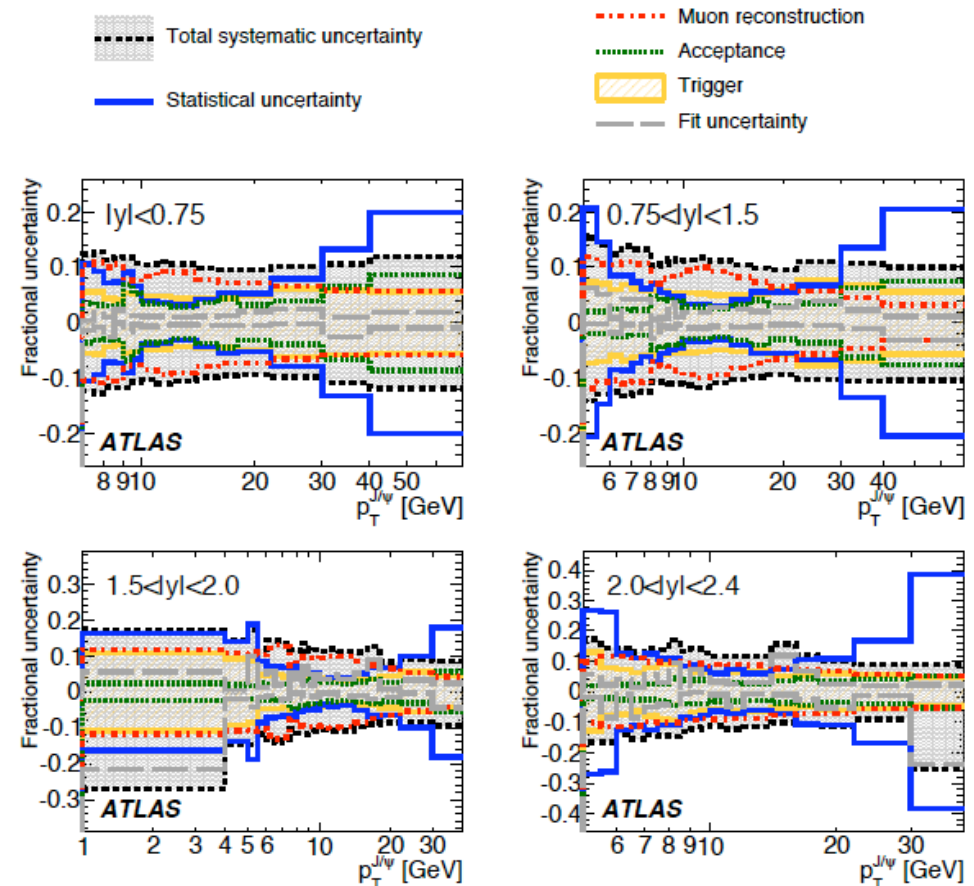 Total systematic uncertainty
Statistical uncertainty
Muon reconstruction
Acceptance
Trigger
Fit uncertainty
Fractional uncertainty
|y|<0.75
0.2
0.1
0
-0.1
-0.2
ATLAS
8 9 10 20 30 40 50
p_T^{J/ψ} [GeV]
Fractional uncertainty
0.75<|y|<1.5
0.2
0.1
0
-0.1
-0.2
ATLAS
6 7 8 910 20 30 40
p_T^{J/ψ} [GeV]
Fractional uncertainty
1.5<|y|<2.0
0.3
0.2
0.1
0
-0.1
-0.2
-0.3
ATLAS
1 2 3 4 5 6 10 20 30
p_T^{J/ψ} [GeV]
Fractional uncertainty
2.0<|y|<2.4
0.4
0.3
0.2
0.1
0
-0.1
-0.2
-0.3
-0.4
ATLAS
6 7 8 910 20 30
p_T^{J/ψ} [GeV]